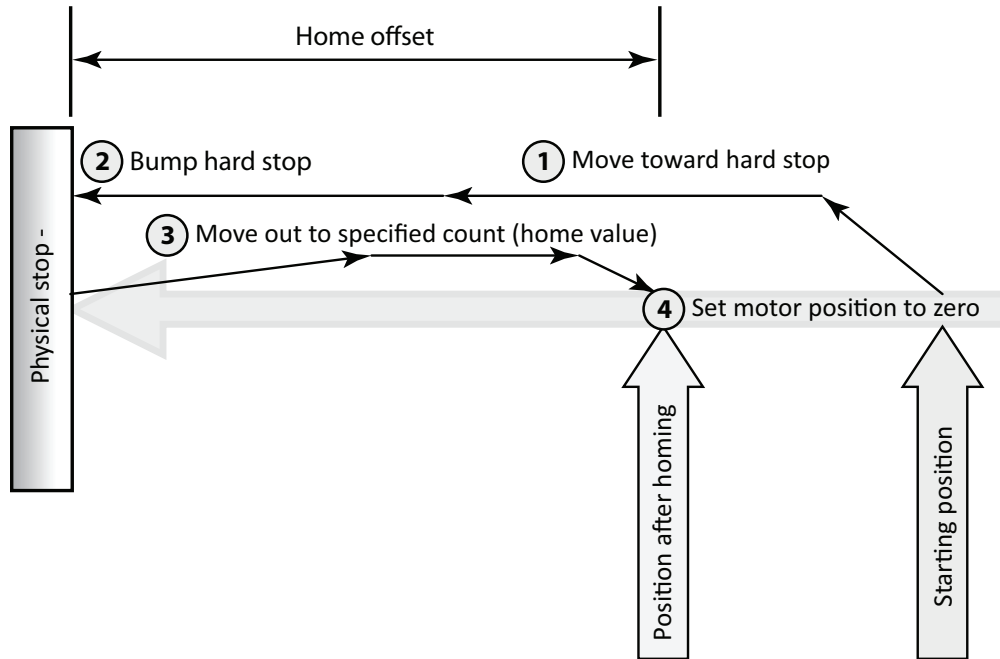 Home offset
2 Bump hard stop
1 Move toward hard stop
3 Move out to specified count (home value)
4 Set motor position to zero
Physical stop -
Position after homing
Starting position